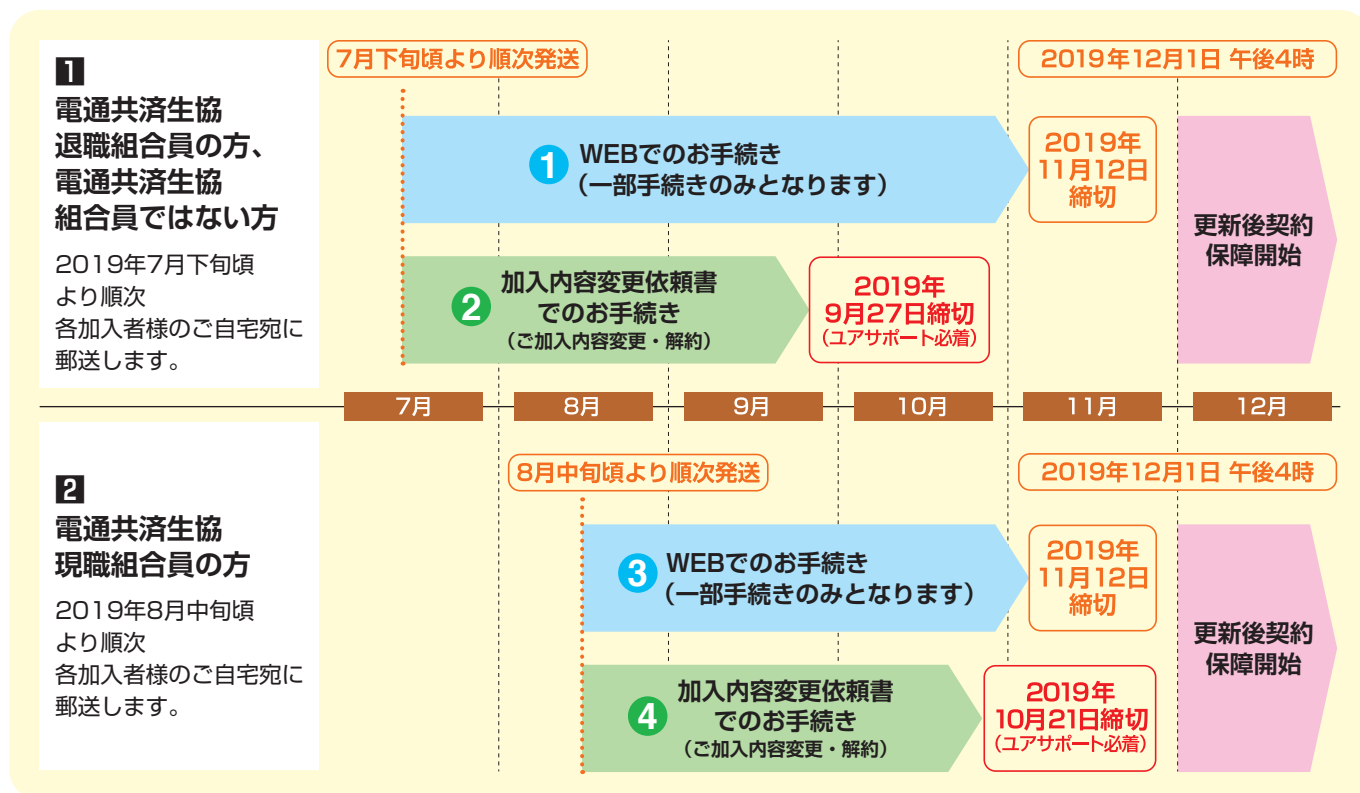 1
電通共済生協
退職組合員の方、
電通共済生協
組合員ではない方
2019年7月下旬頃
より順次
各加入者様のご自宅宛に
郵送します。
7月下旬頃より順次発送
2019年12月1日 午後4時
1 WEBでのお手続き
（一部手続きのみとなります）
2019年
11月12日
締切
2 加入内容変更依頼書
でのお手続き
（ご加入内容変更・解約）
2019年
9月27日締切
（ユアサポート必着）
更新後契約
保障開始
7月 8月 9月 10月 11月 12月
2
電通共済生協
現職組合員の方
2019年8月中旬頃
より順次
各加入者様のご自宅宛に
郵送します。
8月中旬頃より順次発送
2019年12月1日 午後4時
3 WEBでのお手続き
（一部手続きのみとなります）
2019年
11月12日
締切
4 加入内容変更依頼書
でのお手続き
（ご加入内容変更・解約）
2019年
10月21日締切
（ユアサポート必着）
更新後契約
保障開始